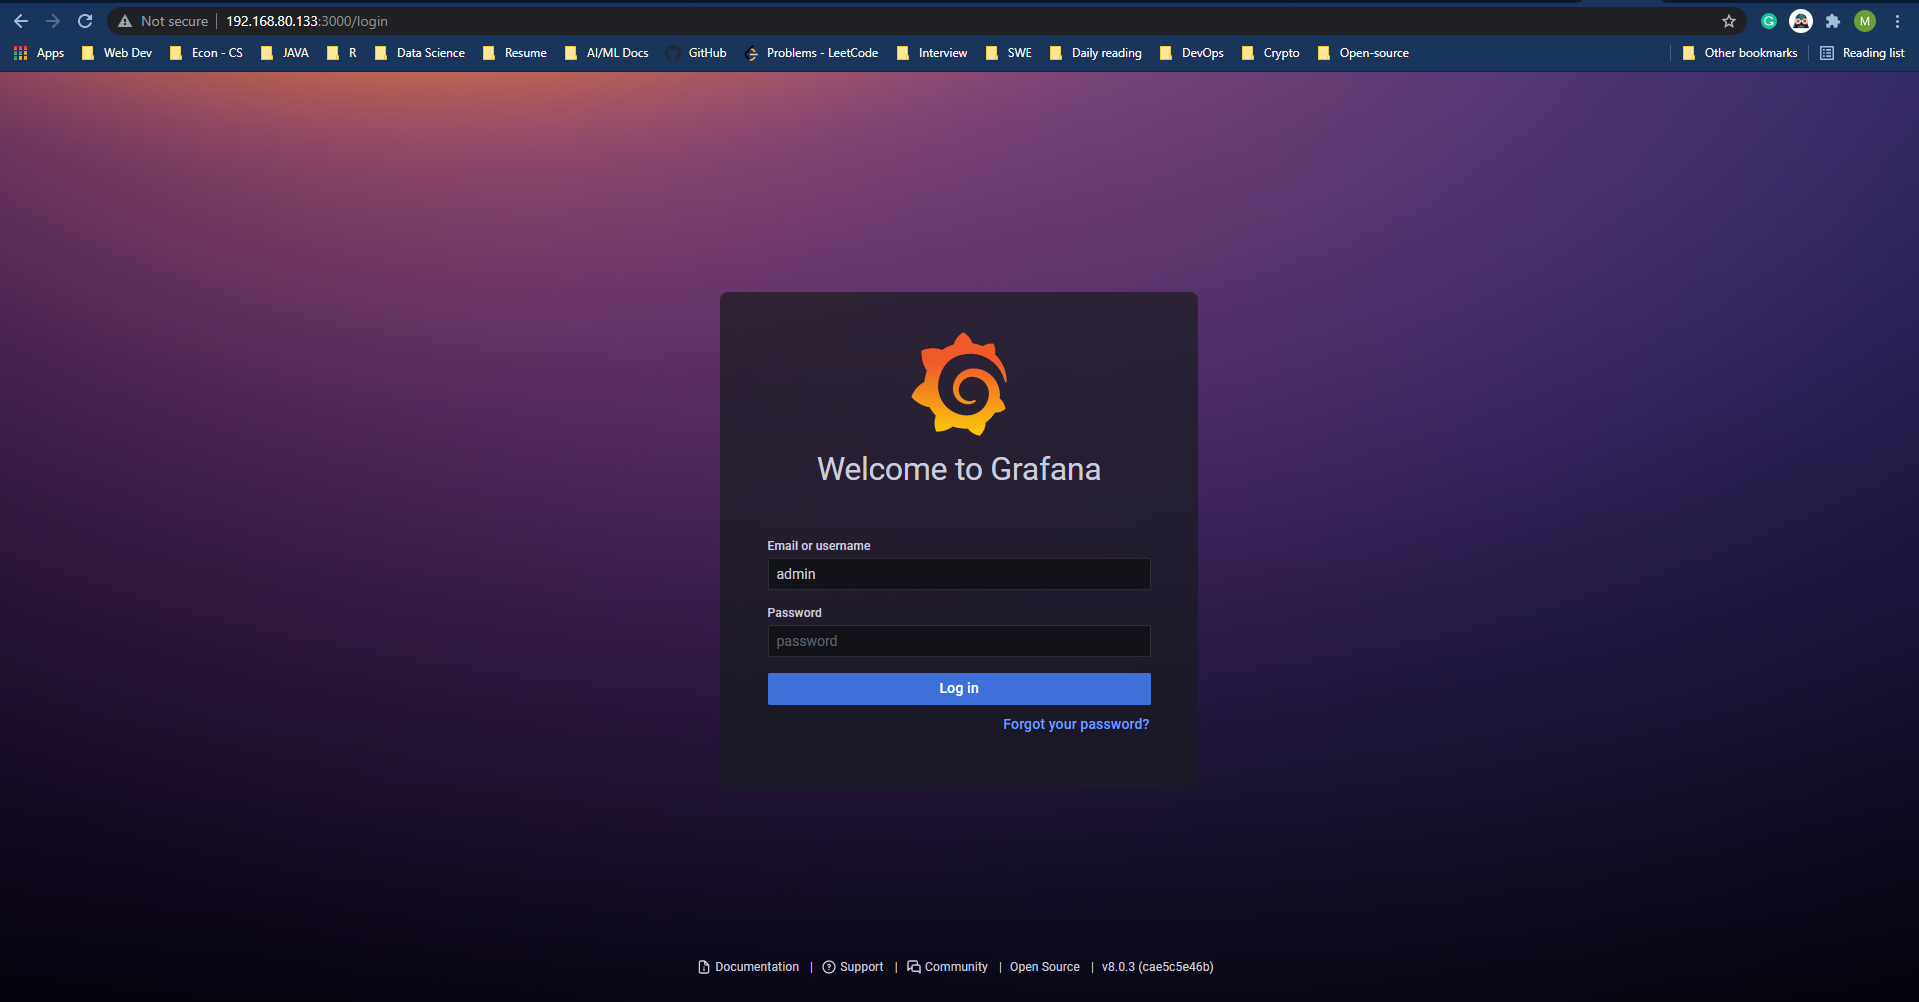 Not secure | 192.168.80.133:3000/login
Apps Web Dev Econ - CS JAVA R Data Science Resume AI/ML Docs GitHub Problems - LeetCode Interview SWE Daily reading DevOps Crypto Open-source Other bookmarks Reading list
Welcome to Grafana
Email or username
admin
Password
password
Log in
Forgot your password?
Documentation | Support | Community | Open Source | v8.0.3 (cae5c5e46b)